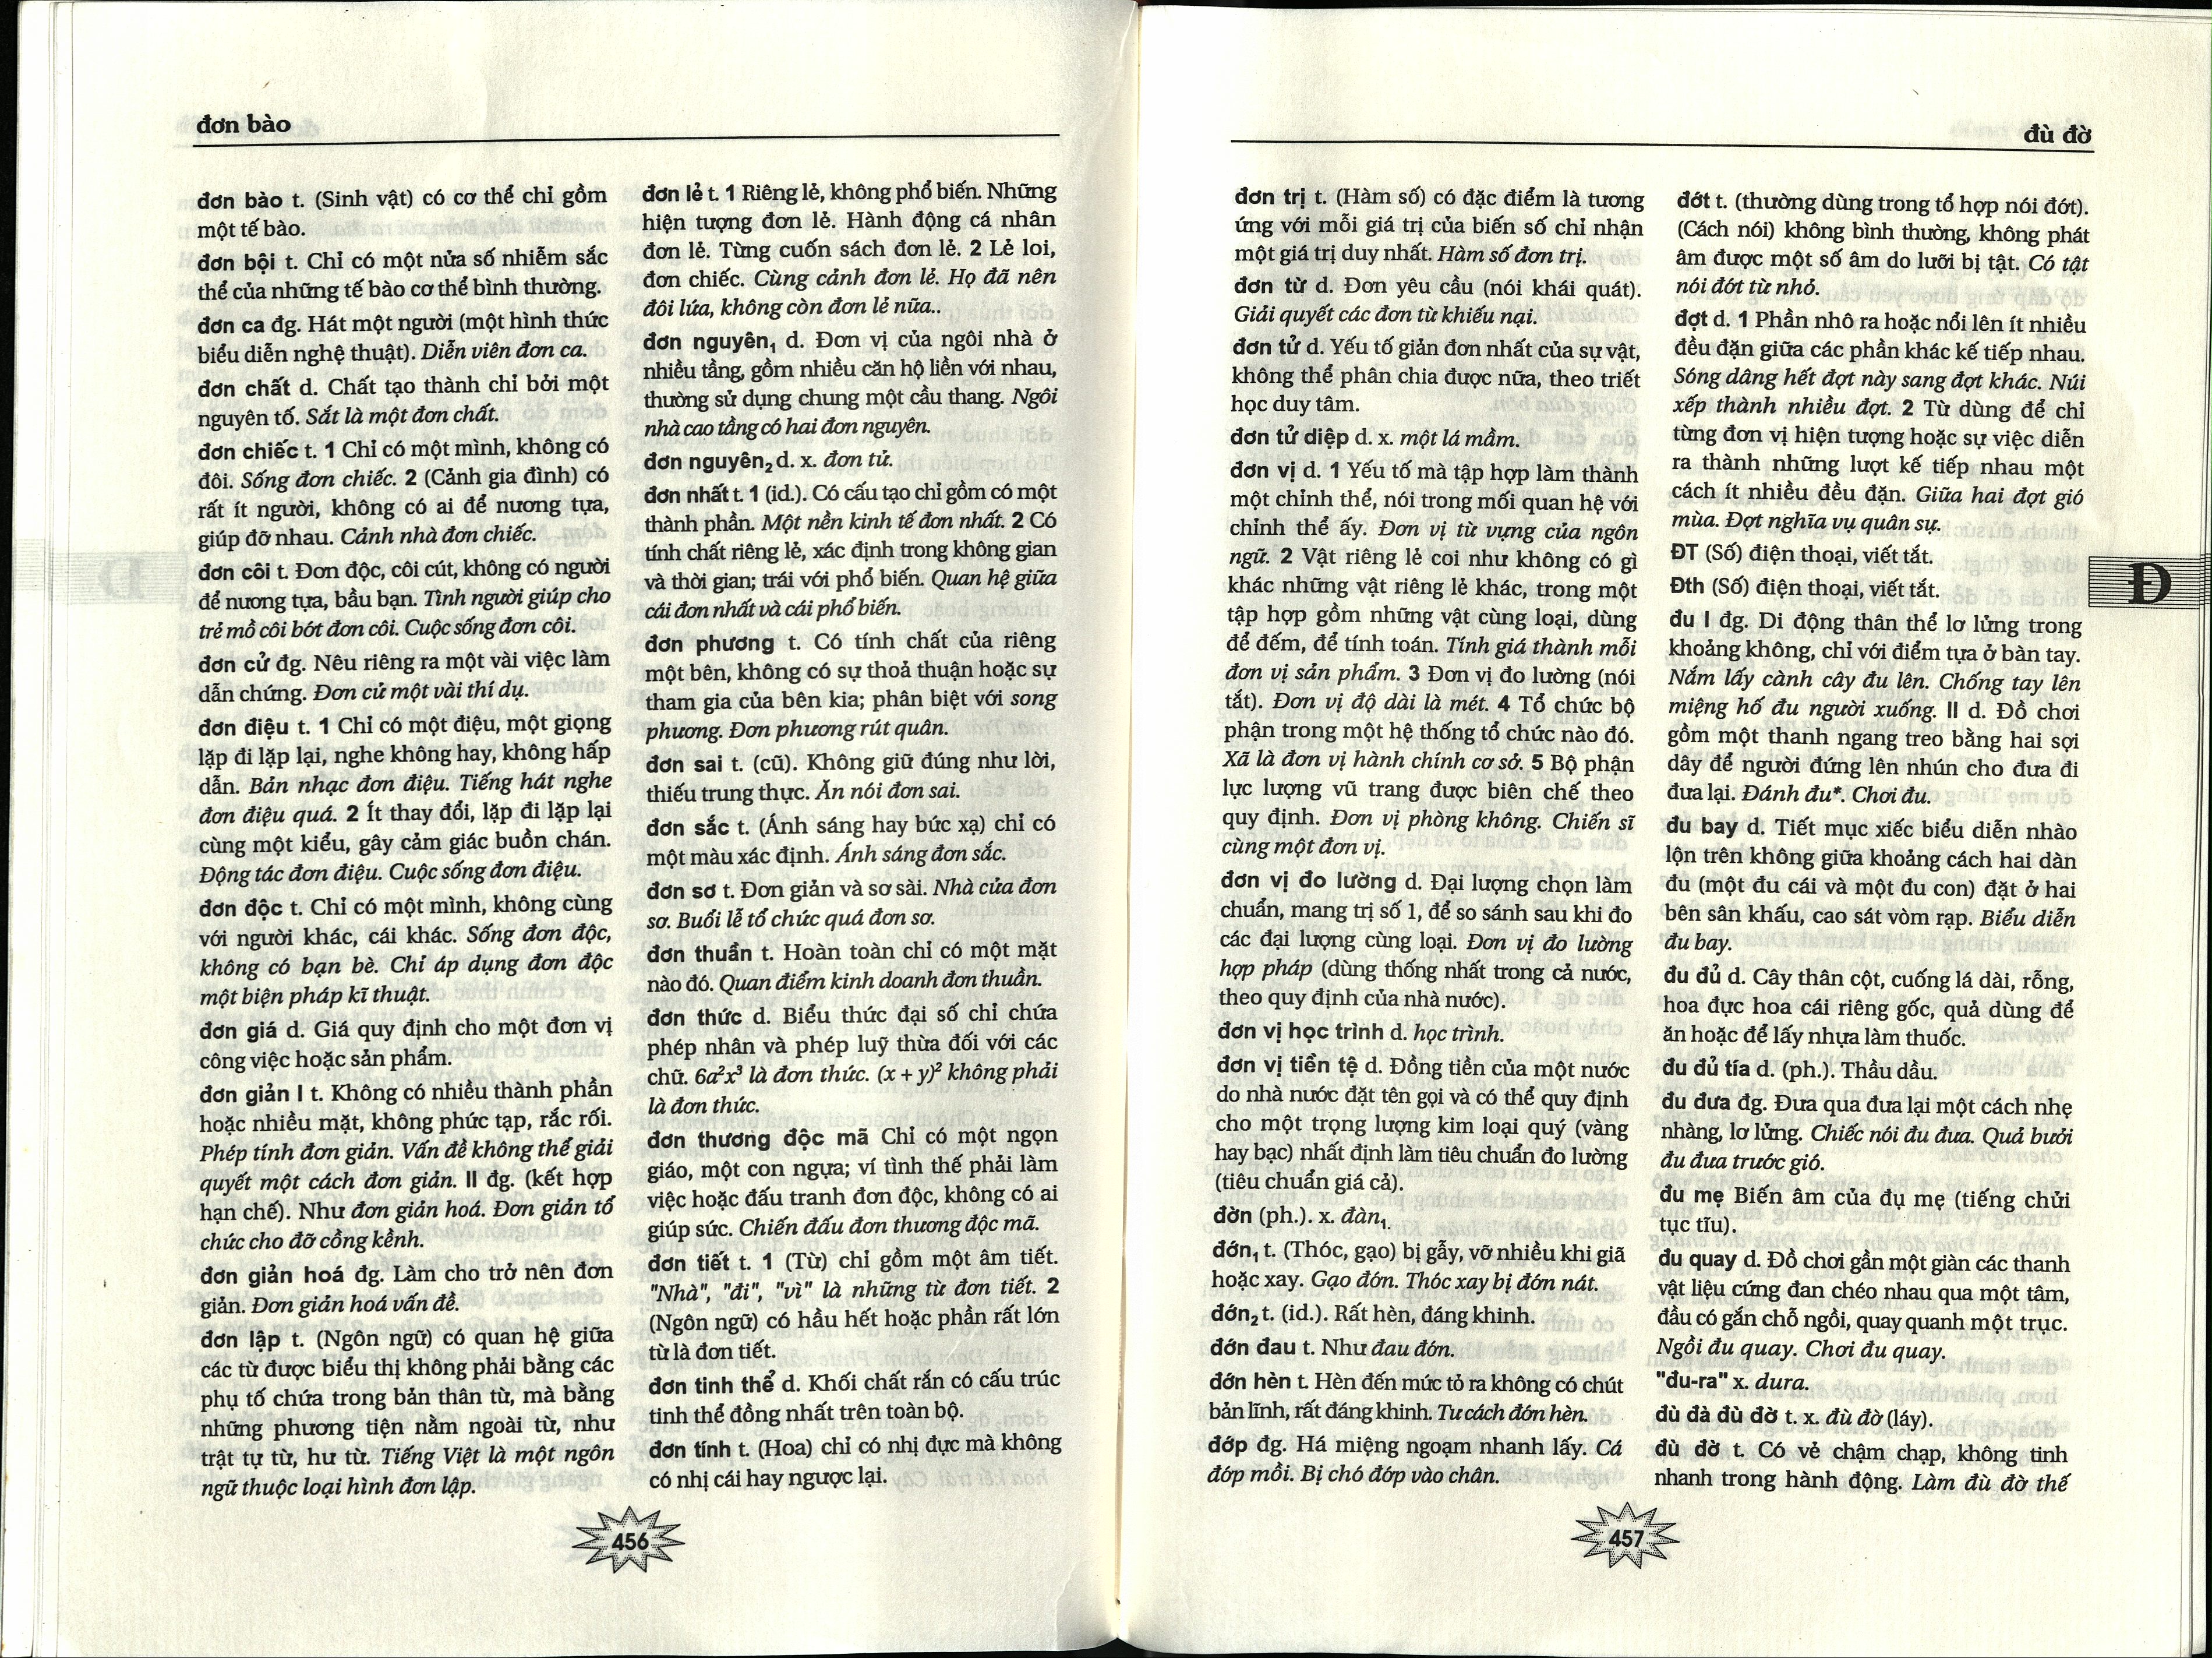 đơn bào
đơn bào t. (Sinh vật) có cơ thể chỉ gồm
một tế bào.
đơn bội t. Chỉ có một nửa số nhiễm sắc
thể của những tế bào cơ thể bình thường.
đơn ca đg. Hát một người (một hình thức
biểu diễn nghệ thuật). Diễn viên đơn ca.
đơn chất d. Chất tạo thành chỉ bởi một
nguyên tố. Sắt là một đơn chất.
đơn chiếc t. 1 Chỉ có một mình, không có
đôi. Sống đơn chiếc. 2 (Cảnh gia đình) có
rất ít người, không có ai để nương tựa,
giúp đỡ nhau. Cảnh nhà đơn chiếc.
đơn côi t. Đơn độc, côi cút, không có người
để nương tựa, bầu bạn. Tình người giúp cho
trẻ mồ côi bớt đơn côi. Cuộc sống đơn côi.
đơn cử đg. Nêu riêng ra một vài việc làm
dẫn chứng. Đơn cử một vài thí dụ.
đơn điệu t. 1 Chỉ có một điệu, một giọng
lặp đi lặp lại, nghe không hay, không hấp
dẫn. Bản nhạc đơn điệu. Tiếng hát nghe
đơn điệu quá. 2 Ít thay đổi, lặp đi lặp lại
cùng một kiểu, gây cảm giác buồn chán.
Động tác đơn điệu. Cuộc sống đơn điệu.
đơn độc t. Chỉ có một mình, không cùng
với người khác, cái khác. Sống đơn độc,
không có bạn bè. Chỉ áp dụng đơn độc
một biện pháp kĩ thuật.
đơn giá d. Giá quy định cho một đơn vị
công việc hoặc sản phẩm.
đơn giản I t. Không có nhiều thành phần
hoặc nhiều mặt, không phức tạp, rắc rối.
Phép tính đơn giản. Vấn đề không thể giải
quyết một cách đơn giản. II đg. (kết hợp
hạn chế). Như đơn giản hoá. Đơn giản tổ
chức cho đỡ cồng kềnh.
đơn giản hoá đg. Làm cho trở nên đơn
giản. Đơn giản hoá vấn đề.
đơn lập t. (Ngôn ngữ) có quan hệ giữa
các từ được biểu thị không phải bằng các
phụ tố chứa trong bản thân từ, mà bằng
những phương tiện nằm ngoài từ, như
trật tự từ, hư từ. Tiếng Việt là một ngôn
ngữ thuộc loại hình đơn lập.
đơn lẻ t. 1 Riêng lẻ, không phổ biến. Những
hiện tượng đơn lẻ. Hành động cá nhân
đơn lẻ. Từng cuốn sách đơn lẻ. 2 Lẻ loi,
đơn chiếc. Cùng cảnh đơn lẻ. Họ đã nên
đôi lứa, không còn đơn lẻ nữa..
đơn nguyên₁ d. Đơn vị của ngôi nhà ở
nhiều tầng, gồm nhiều căn hộ liền với nhau,
thường sử dụng chung một cầu thang. Ngôi
nhà cao tầng có hai đơn nguyên.
đơn nguyên₂ d. x. đơn tử.
đơn nhất t. 1 (id.). Có cấu tạo chỉ gồm có một
thành phần. Một nền kinh tế đơn nhất. 2 Có
tính chất riêng lẻ, xác định trong không gian
và thời gian; trái với phổ biến. Quan hệ giữa
cái đơn nhất và cái phổ biến.
đơn phương t. Có tính chất của riêng
một bên, không có sự thoả thuận hoặc sự
tham gia của bên kia; phân biệt với song
phương. Đơn phương rút quân.
đơn sai t. (cũ). Không giữ đúng như lời,
thiếu trung thực. Ăn nói đơn sai.
đơn sắc t. (Ánh sáng hay bức xạ) chỉ có
một màu xác định. Ánh sáng đơn sắc.
đơn sơ t. Đơn giản và sơ sài. Nhà cửa đơn
sơ. Buổi lễ tổ chức quá đơn sơ.
đơn thuần t. Hoàn toàn chỉ có một mặt
nào đó. Quan điểm kinh doanh đơn thuần.
đơn thức d. Biểu thức đại số chỉ chứa
phép nhân và phép luỹ thừa đối với các
chữ. 6a²x³ là đơn thức. (x + y)² không phải
là đơn thức.
đơn thương độc mã Chỉ có một ngọn
giáo, một con ngựa; ví tình thế phải làm
việc hoặc đấu tranh đơn độc, không có ai
giúp sức. Chiến đấu đơn thương độc mã.
đơn tiết t. 1 (Từ) chỉ gồm một âm tiết.
"Nhà", "đi", "vì" là những từ đơn tiết. 2
(Ngôn ngữ) có hầu hết hoặc phần rất lớn
từ là đơn tiết.
đơn tinh thể d. Khối chất rắn có cấu trúc
tinh thể đồng nhất trên toàn bộ.
đơn tính t. (Hoa) chỉ có nhị đực mà không
có nhị cái hay ngược lại.
456
đù đờ
đơn trị t. (Hàm số) có đặc điểm là tương
ứng với mỗi giá trị của biến số chỉ nhận
một giá trị duy nhất. Hàm số đơn trị.
đơn từ d. Đơn yêu cầu (nói khái quát).
Giải quyết các đơn từ khiếu nại.
đơn tử d. Yếu tố giản đơn nhất của sự vật,
không thể phân chia được nữa, theo triết
học duy tâm.
đơn tử diệp d. x. một lá mầm.
đơn vị d. 1 Yếu tố mà tập hợp làm thành
một chỉnh thể, nói trong mối quan hệ với
chỉnh thể ấy. Đơn vị từ vựng của ngôn
ngữ. 2 Vật riêng lẻ coi như không có gì
khác những vật riêng lẻ khác, trong một
tập hợp gồm những vật cùng loại, dùng
để đếm, để tính toán. Tính giá thành mỗi
đơn vị sản phẩm. 3 Đơn vị đo lường (nói
tắt). Đơn vị độ dài là mét. 4 Tổ chức bộ
phận trong một hệ thống tổ chức nào đó.
Xã là đơn vị hành chính cơ sở. 5 Bộ phận
lực lượng vũ trang được biên chế theo
quy định. Đơn vị phòng không. Chiến sĩ
cùng một đơn vị.
đơn vị đo lường d. Đại lượng chọn làm
chuẩn, mang trị số 1, để so sánh sau khi đo
các đại lượng cùng loại. Đơn vị đo lường
hợp pháp (dùng thống nhất trong cả nước,
theo quy định của nhà nước).
đơn vị học trình d. học trình.
đơn vị tiền tệ d. Đồng tiền của một nước
do nhà nước đặt tên gọi và có thể quy định
cho một trọng lượng kim loại quý (vàng
hay bạc) nhất định làm tiêu chuẩn đo lường
(tiêu chuẩn giá cả).
đờn (ph.). x. đàn₁.
đớn₁ t. (Thóc, gạo) bị gẫy, vỡ nhiều khi giã
hoặc xay. Gạo đớn. Thóc xay bị đớn nát.
đớn₂ t. (id.). Rất hèn, đáng khinh.
đớn đau t. Như đau đớn.
đớn hèn t. Hèn đến mức tỏ ra không có chút
bản lĩnh, rất đáng khinh. Tư cách đớn hèn.
đớp đg. Há miệng ngoạm nhanh lấy. Cá
đớp mồi. Bị chó đớp vào chân.
đớt t. (thường dùng trong tổ hợp nói đớt).
(Cách nói) không bình thường, không phát
âm được một số âm do lưỡi bị tật. Có tật
nói đớt từ nhỏ.
đợt d. 1 Phần nhô ra hoặc nổi lên ít nhiều
đều đặn giữa các phần khác kế tiếp nhau.
Sóng dâng hết đợt này sang đợt khác. Núi
xếp thành nhiều đợt. 2 Từ dùng để chỉ
từng đơn vị hiện tượng hoặc sự việc diễn
ra thành những lượt kế tiếp nhau một
cách ít nhiều đều đặn. Giữa hai đợt gió
mùa. Đợt nghĩa vụ quân sự.
ĐT (Số) điện thoại, viết tắt.
Đth (Số) điện thoại, viết tắt.
đu I đg. Di động thân thể lơ lửng trong
khoảng không, chỉ với điểm tựa ở bàn tay.
Nắm lấy cành cây đu lên. Chống tay lên
miệng hố đu người xuống. II d. Đồ chơi
gồm một thanh ngang treo bằng hai sợi
dây để người đứng lên nhún cho đưa đi
đưa lại. Đánh đu*. Chơi đu.
đu bay d. Tiết mục xiếc biểu diễn nhào
lộn trên không giữa khoảng cách hai dàn
đu (một đu cái và một đu con) đặt ở hai
bên sân khấu, cao sát vòm rạp. Biểu diễn
đu bay.
đu đủ d. Cây thân cột, cuống lá dài, rỗng,
hoa đực hoa cái riêng gốc, quả dùng để
ăn hoặc để lấy nhựa làm thuốc.
đu đủ tía d. (ph.). Thầu dầu.
đu đưa đg. Đưa qua đưa lại một cách nhẹ
nhàng, lơ lửng. Chiếc nói đu đưa. Quả bưởi
đu đưa trước gió.
đu mẹ Biến âm của đụ mẹ (tiếng chửi
tục tĩu).
đu quay d. Đồ chơi gần một giàn các thanh
vật liệu cứng đan chéo nhau qua một tâm,
đầu có gắn chỗ ngồi, quay quanh một trục.
Ngồi đu quay. Chơi đu quay.
"đu-ra" x. dura.
đù đà đù đờ t. x. đù đờ (láy).
đù đờ t. Có vẻ chậm chạp, không tinh
nhanh trong hành động. Làm đù đờ thế
Đ
457